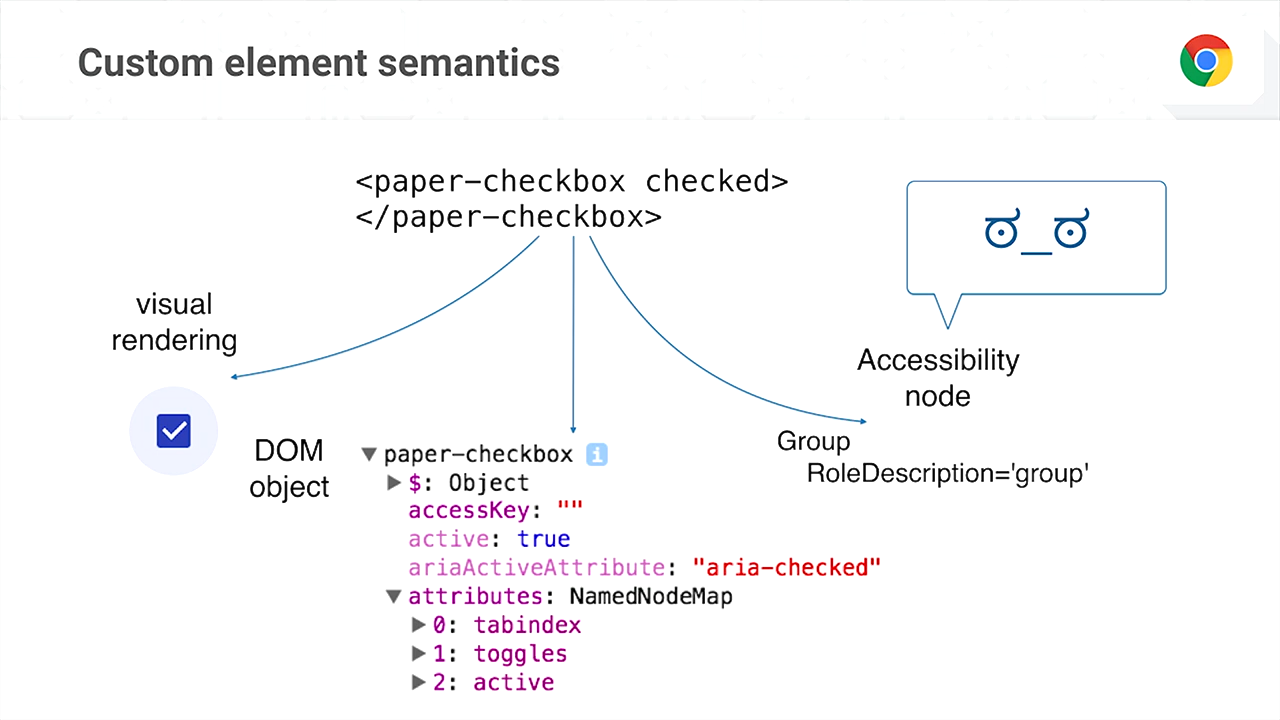 Custom element semantics
<paper-checkbox checked>
</paper-checkbox>
ಠ_ಠ
visual
rendering
Accessibility
node
DOM
object
Group
RoleDescription='group'
▼ paper-checkbox i
▶ $: Object
accessKey: ""
active: true
ariaActiveAttribute: "aria-checked"
▼ attributes: NamedNodeMap
▶ 0: tabindex
▶ 1: toggles
▶ 2: active